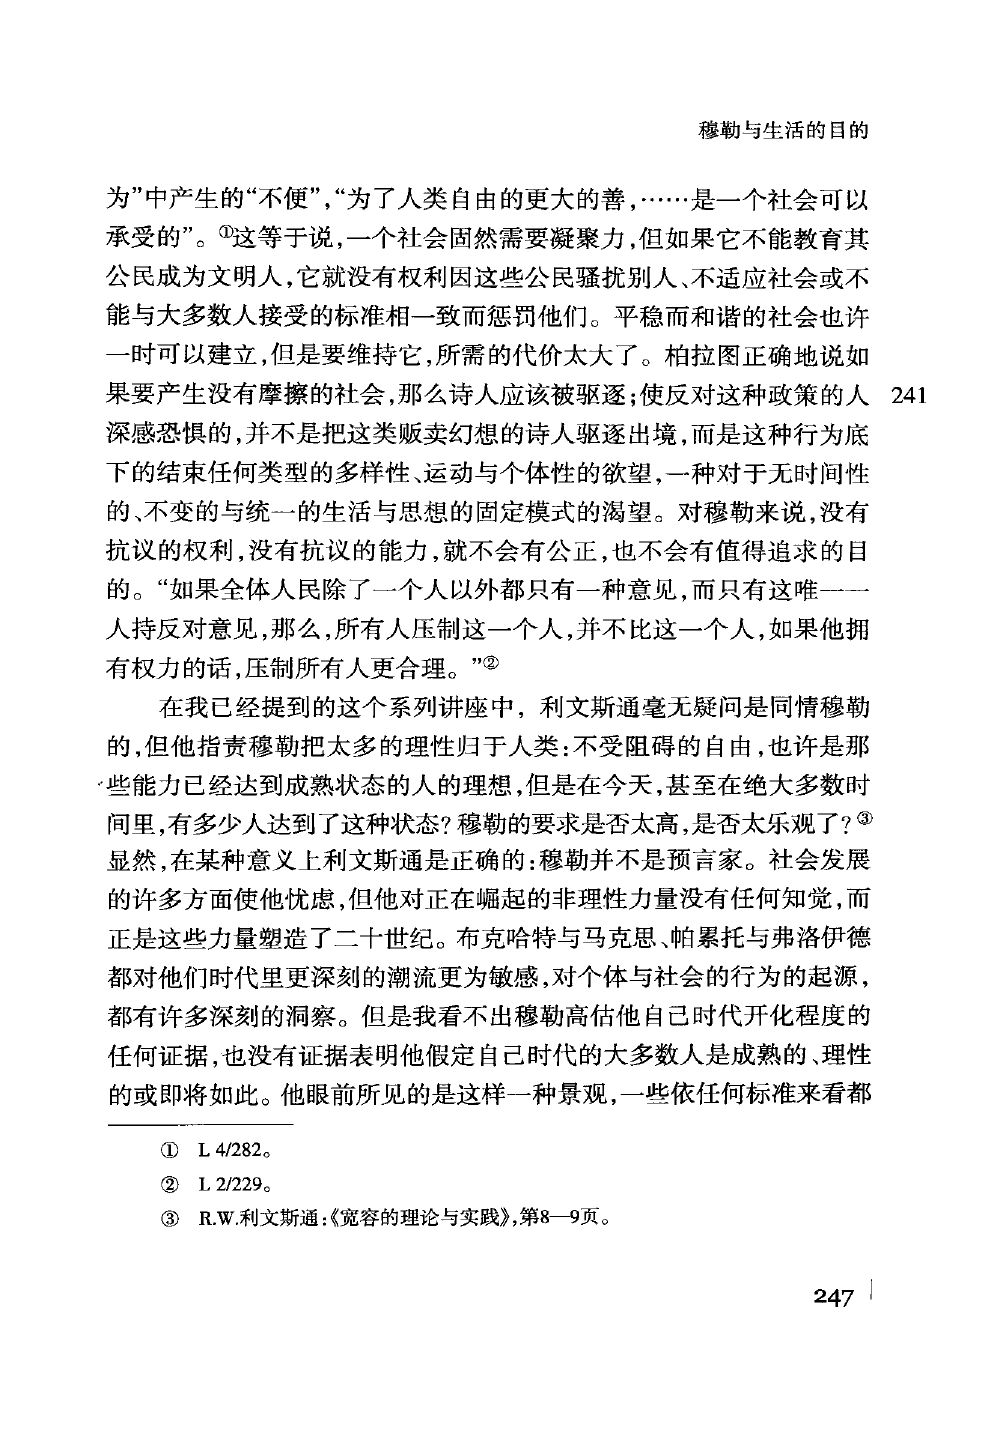 穆勒与生活的目的
为”中产生的“不便”,“为了人类自由的更大的善,……是一个社会可以
承受的”。①这等于说,一个社会固然需要凝聚力,但如果它不能教育其
公民成为文明人,它就没有权利因这些公民骚扰别人、不适应社会或不
能与大多数人接受的标准相一致而惩罚他们。平稳而和谐的社会也许
一时可以建立,但是要维持它,所需的代价太大了。柏拉图正确地说如
果要产生没有摩擦的社会,那么诗人应该被驱逐;使反对这种政策的人 241
深感恐惧的,并不是把这类贩卖幻想的诗人驱逐出境,而是这种行为底
下的结束任何类型的多样性、运动与个体性的欲望,一种对于无时间性
的、不变的与统一的生活与思想的固定模式的渴望。对穆勒来说,没有
抗议的权利,没有抗议的能力,就不会有公正,也不会有值得追求的目
的。“如果全体人民除了一个人以外都只有一种意见,而只有这唯一一
人持反对意见,那么,所有人压制这一个人,并不比这一个人,如果他拥
有权力的话,压制所有人更合理。”②
在我已经提到的这个系列讲座中,利文斯通毫无疑问是同情穆勒
的,但他指责穆勒把太多的理性归于人类:不受阻碍的自由,也许是那
些能力已经达到成熟状态的人的理想,但是在今天,甚至在绝大多数时
间里,有多少人达到了这种状态?穆勒的要求是否太高,是否太乐观了?③
显然,在某种意义上利文斯通是正确的:穆勒并不是预言家。社会发展
的许多方面使他忧虑,但他对正在崛起的非理性力量没有任何知觉,而
正是这些力量塑造了二十世纪。布克哈特与马克思、帕累托与弗洛伊德
都对他们时代里更深刻的潮流更为敏感,对个体与社会的行为的起源,
都有许多深刻的洞察。但是我看不出穆勒高估他自己时代开化程度的
任何证据,也没有证据表明他假定自己时代的大多数人是成熟的、理性
的或即将如此。他眼前所见的是这样一种景观,一些依任何标准来看都
① L 4/282。
② L 2/229。
③ R.W.利文斯通:《宽容的理论与实践》,第8—9页。
247